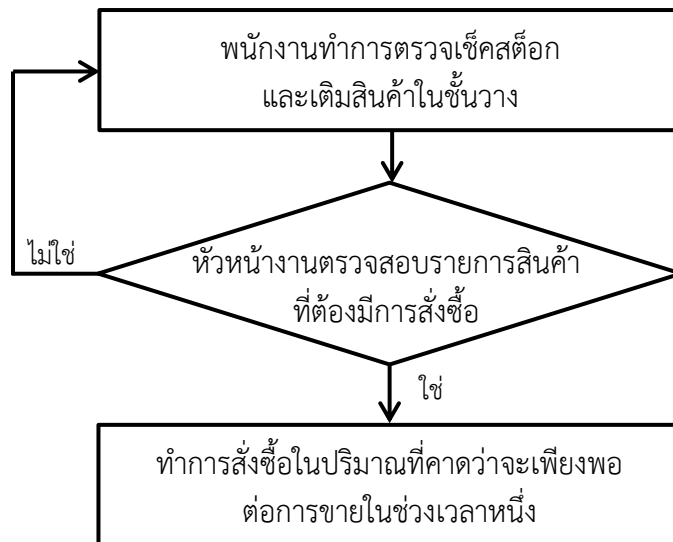 พนักงานทำการตรวจเช็คสต็อก
และเติมสินค้าในชั้นวาง
ไม่ใช่
หัวหน้างานตรวจสอบรายการสินค้า
ที่ต้องมีการสั่งซื้อ
ใช่
ทำการสั่งซื้อในปริมาณที่คาดว่าจะเพียงพอ
ต่อการขายในช่วงเวลาหนึ่ง